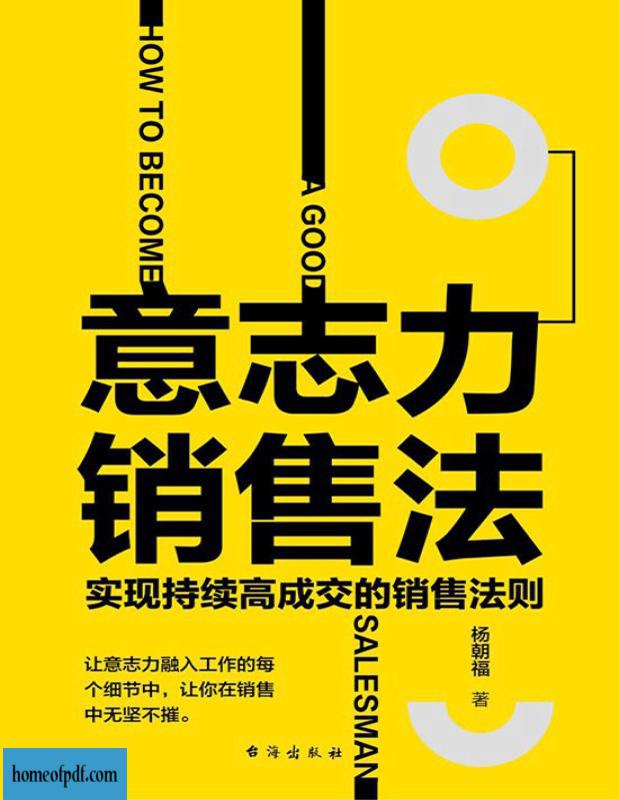 HOW TO BECOME
A GOOD
意志力
销售法
实现持续高成交的销售法则
SALESMAN
杨朝福 著
让意志力融入工作的每
个细节中，让你在销售
中无坚不摧。
台海出版社
homeofpdf.com